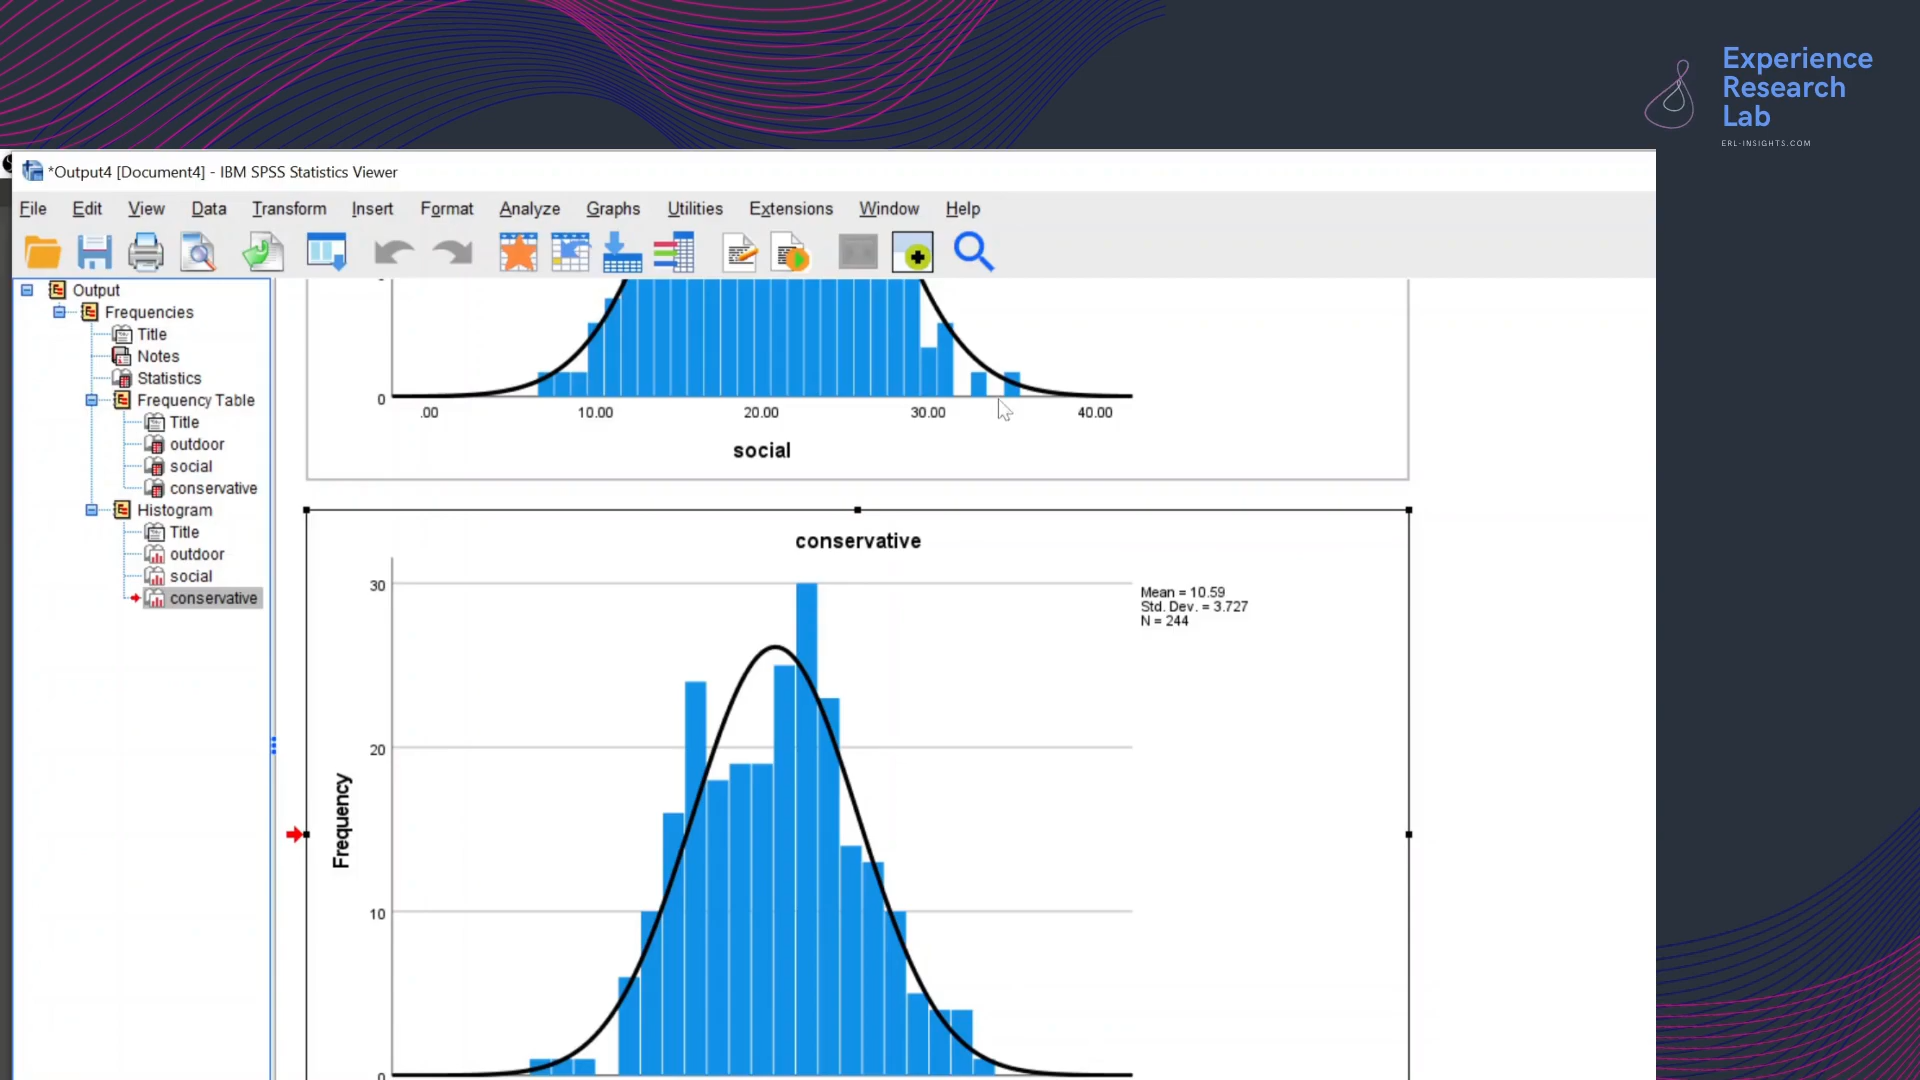 Experience
Research
Lab
ERL-INSIGHTS.COM
*Output4 [Document4] - IBM SPSS Statistics Viewer
File Edit View Data Transform Insert Format Analyze Graphs Utilities Extensions Window Help
Output
Frequencies
Title
Notes
Statistics
Frequency Table
Title
outdoor
social
conservative
Histogram
Title
outdoor
social
conservative
0
.00 10.00 20.00 30.00 40.00
social
conservative
Mean = 10.59
Std. Dev. = 3.727
N = 244
30
20
10
0
Frequency